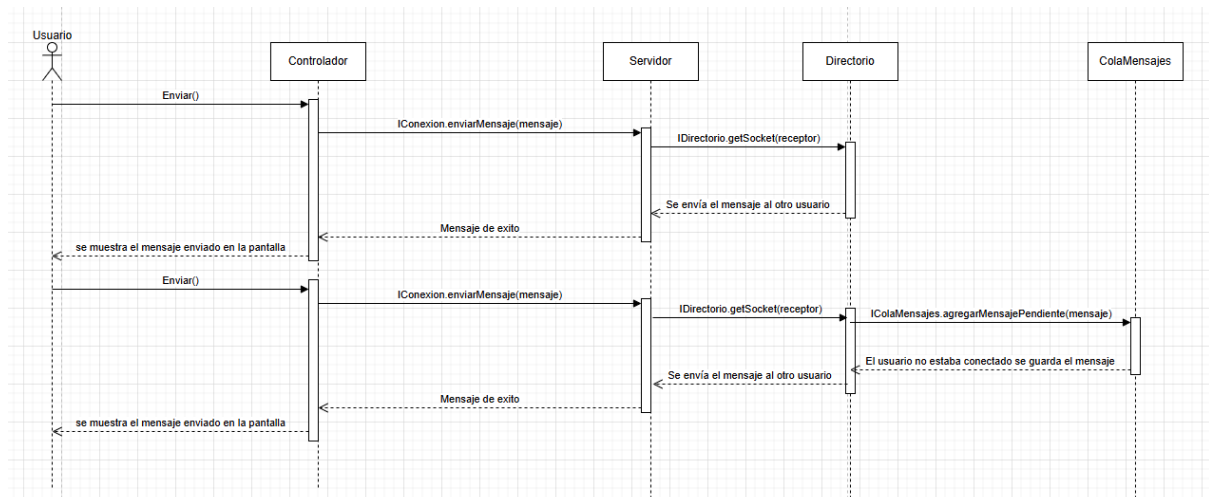 Usuario
Controlador
Servidor
Directorio
ColaMensajes
Enviar()
IConexion.enviarMensaje(mensaje)
IDirectorio.getSocket(receptor)
Se envía el mensaje al otro usuario
Mensaje de exito
se muestra el mensaje enviado en la pantalla
Enviar()
IConexion.enviarMensaje(mensaje)
IDirectorio.getSocket(receptor)
IColaMensajes.agregarMensajePendiente(mensaje)
El usuario no estaba conectado se guarda el mensaje
Se envía el mensaje al otro usuario
Mensaje de exito
se muestra el mensaje enviado en la pantalla